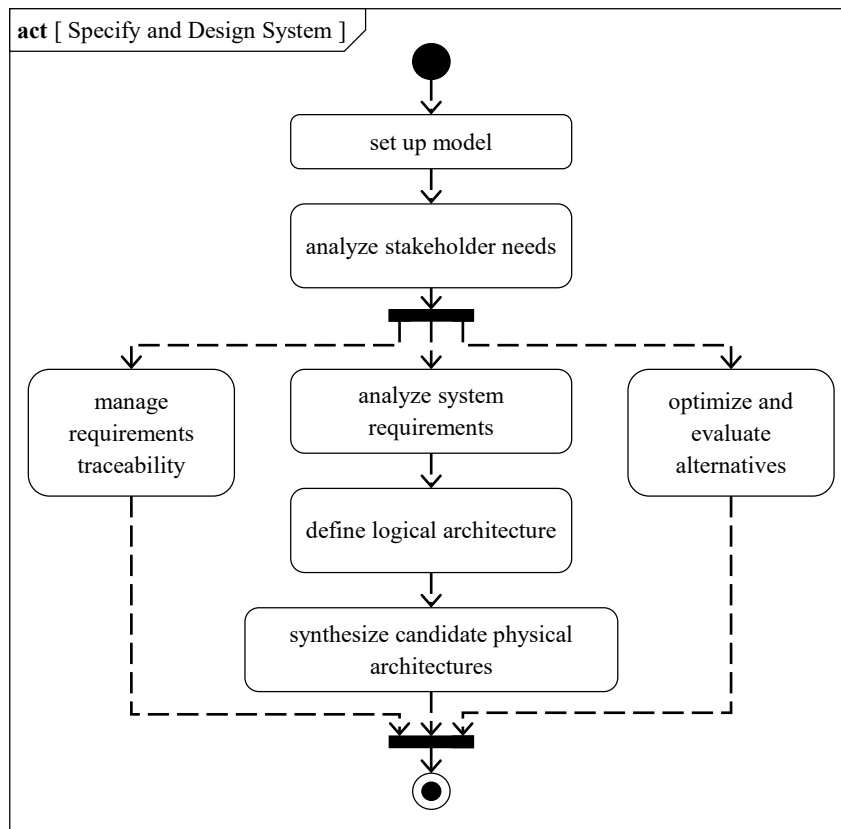 act [ Specify and Design System ]
set up model
analyze stakeholder needs
manage
requirements
traceability
analyze system
requirements
optimize and
evaluate
alternatives
define logical architecture
synthesize candidate physical
architectures